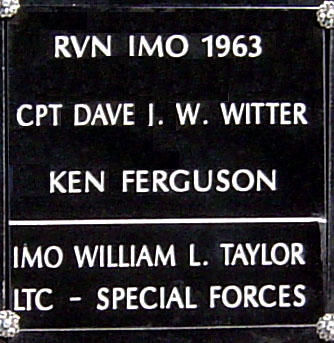 RVN IMO 1963
CPT DAVE J. W. WITTER
KEN FERGUSON
IMO WILLIAM L. TAYLOR
LTC - SPECIAL FORCES